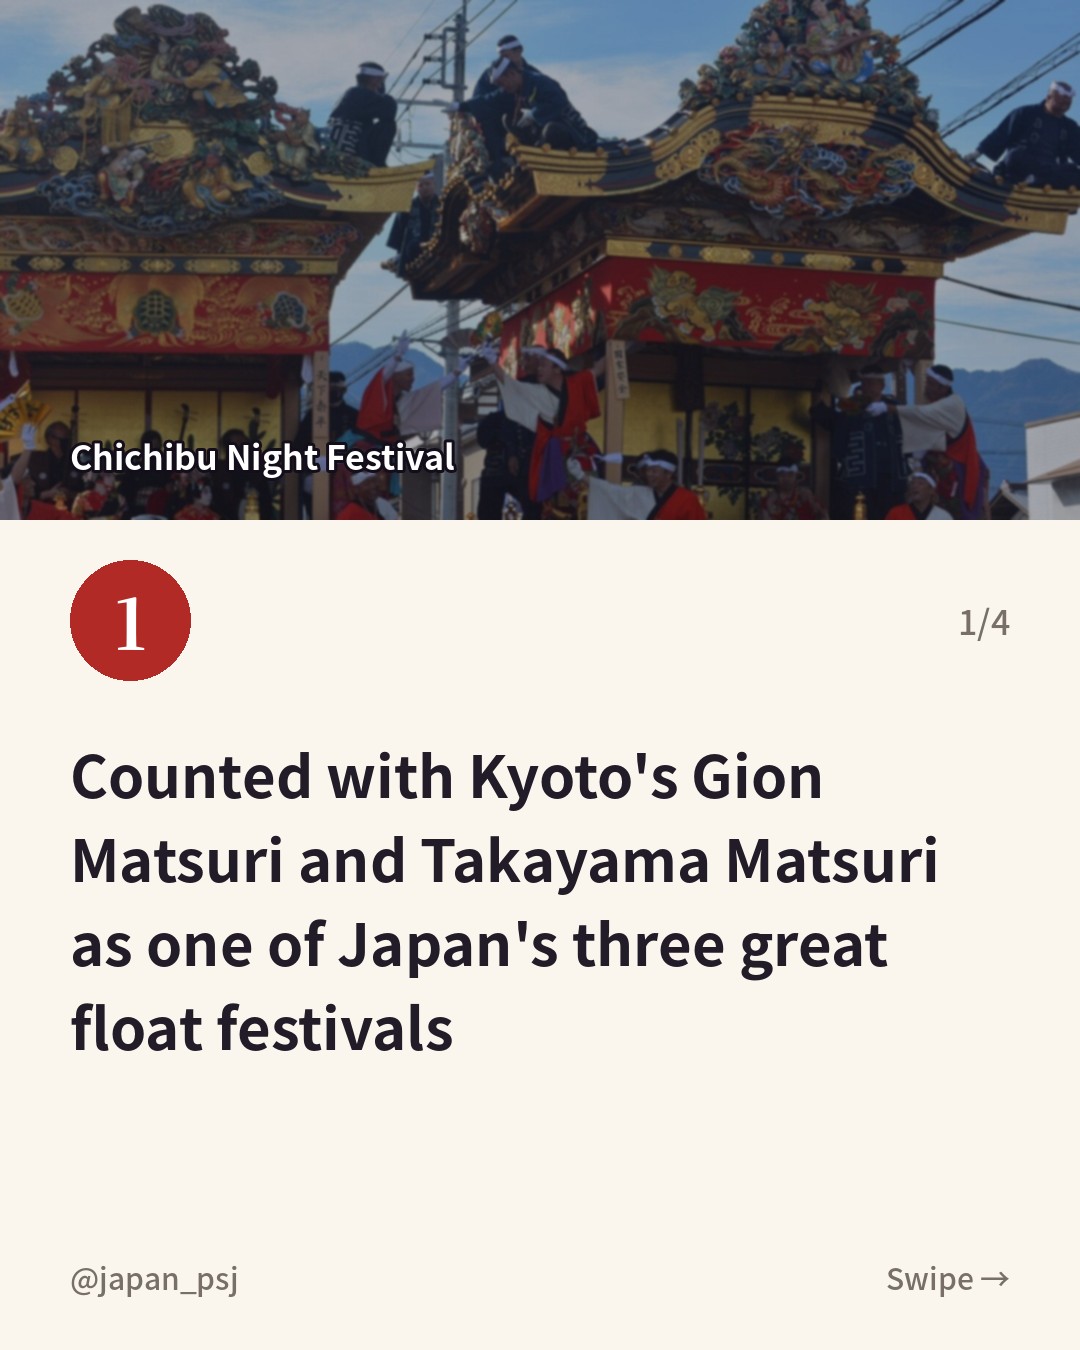 Chichibu Night Festival
1
1/4
Counted with Kyoto's Gion
Matsuri and Takayama Matsuri
as one of Japan's three great
float festivals
@japan_psj
Swipe →